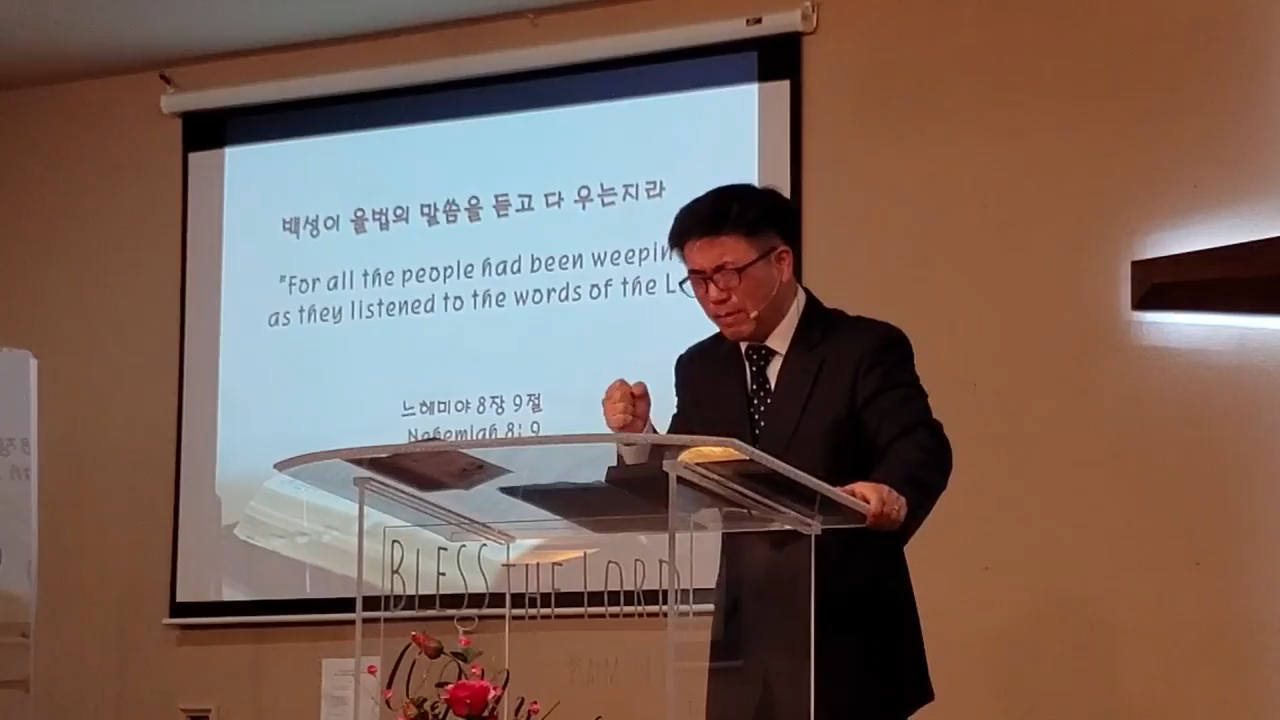 백성이 율법의 말씀을 듣고 다 우는지라
"For all the people had been weepin
as they listened to the words of the L
느헤미야 8장 9절
Nehemiah 8: 9
BLESS THE LORD